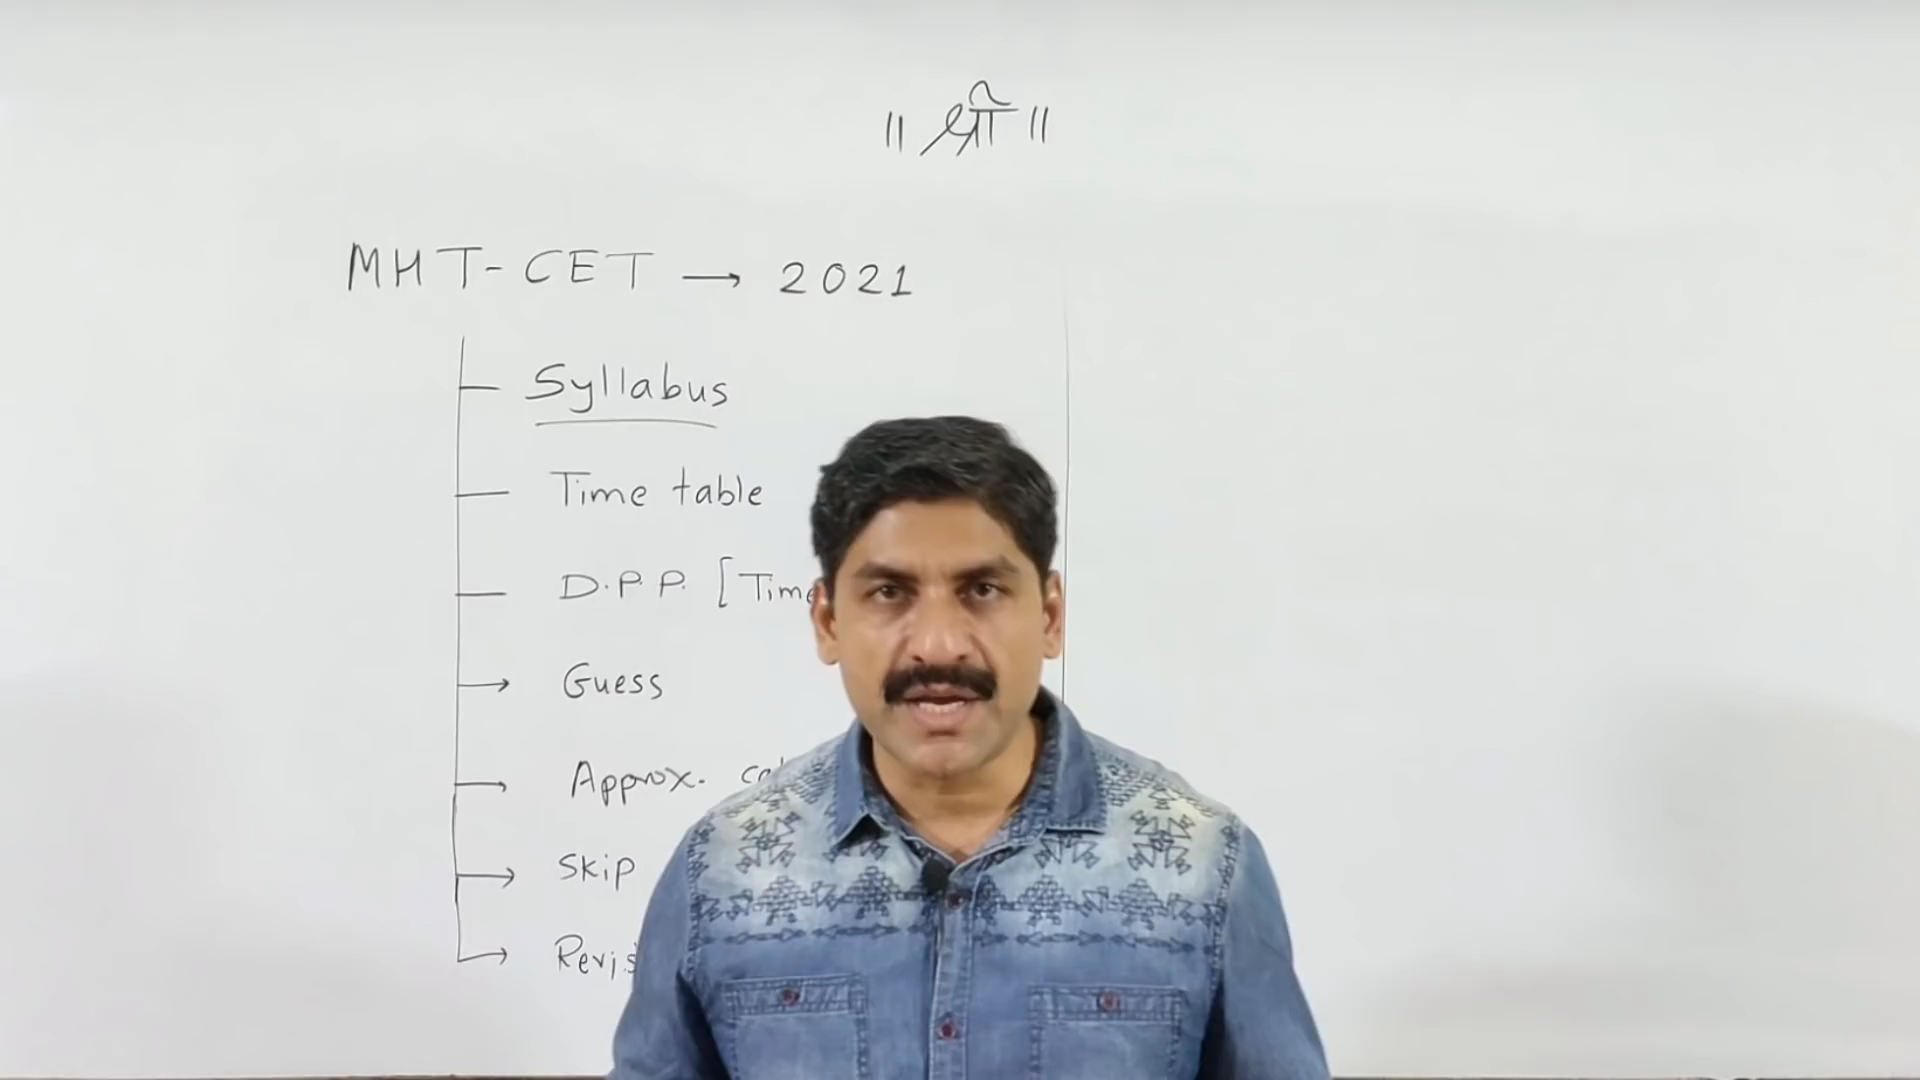 ॥ श्री ॥
MHT-CET → 2021
Syllabus
Time table
D.P.P. [Time
Guess
Approx.
Skip